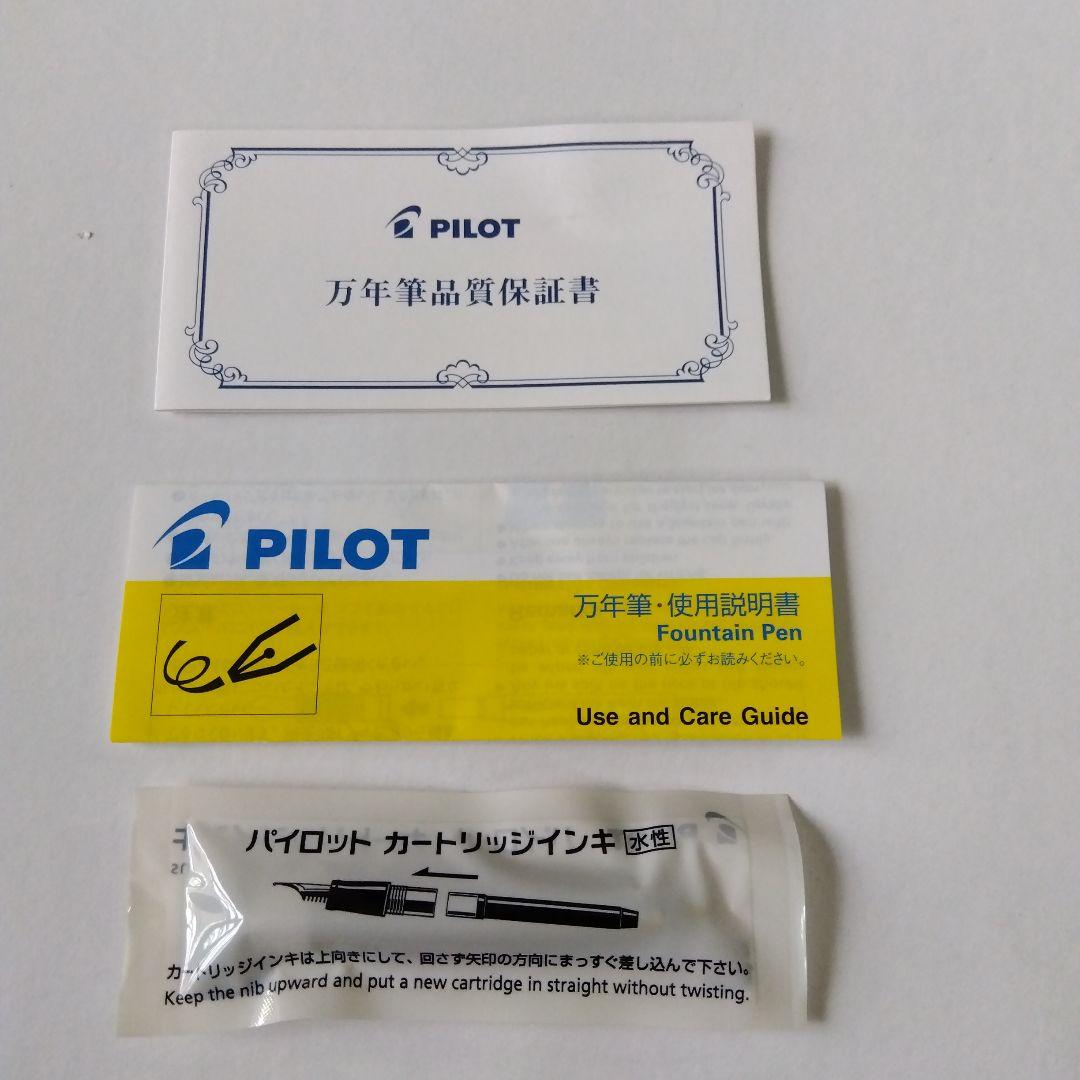 PILOT
万年筆品質保証書
PILOT
万年筆・使用説明書
Fountain Pen
※ご使用の前に必ずお読みください。
Use and Care Guide
パイロット カートリッジインキ 水性
カートリッジインキは上向きにして、回さず矢印の方向にまっすぐ差し込んで下さい。
Keep the nib upward and put a new cartridge in straight without twisting.